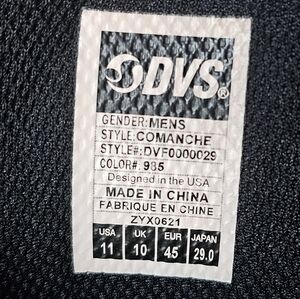 DVS®
GENDER:MENS
STYLE:COMANCHE
STYLE#:DVF0000029
COLOR# 985
Designed in the USA
MADE IN CHINA
FABRIQUE EN CHINE
ZYX0621
USA UK EUR JAPAN
11 10 45 29.0